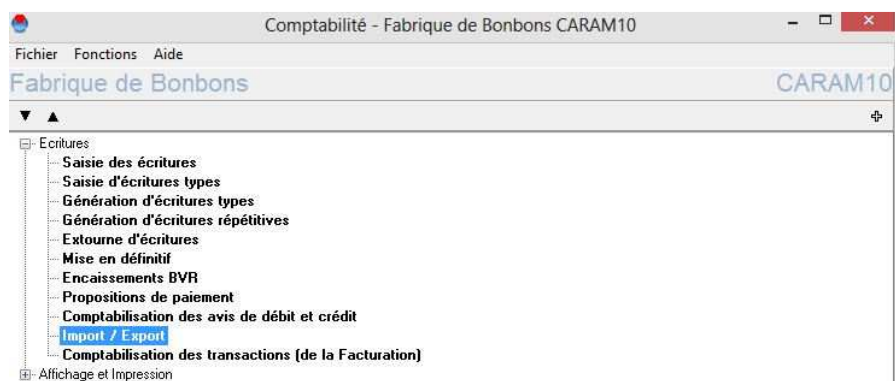 Comptabilité - Fabrique de Bonbons CARAM10
Fichier Fonctions Aide
Fabrique de Bonbons CARAM10
Ecritures
Saisie des écritures
Saisie d'écritures types
Génération d'écritures types
Génération d'écritures répétitives
Extourne d'écritures
Mise en définitif
Encaissements BVR
Propositions de paiement
Comptabilisation des avis de débit et crédit
Import / Export
Comptabilisation des transactions (de la Facturation)
Affichage et Impression